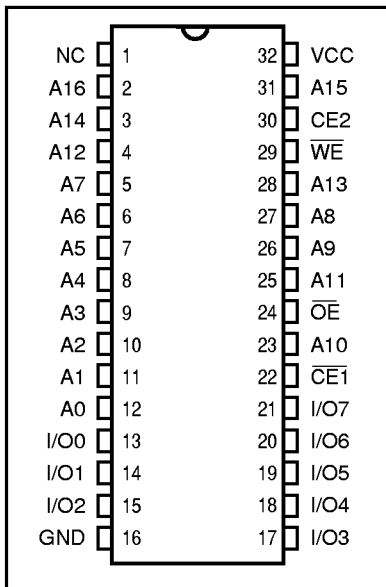 NC 1 32 VCC
A16 2 31 A15
A14 3 30 CE2
A12 4 29 W̅E̅
A7 5 28 A13
A6 6 27 A8
A5 7 26 A9
A4 8 25 A11
A3 9 24 O̅E̅
A2 10 23 A10
A1 11 22 C̅E̅1̅
A0 12 21 I/O7
I/O0 13 20 I/O6
I/O1 14 19 I/O5
I/O2 15 18 I/O4
GND 16 17 I/O3